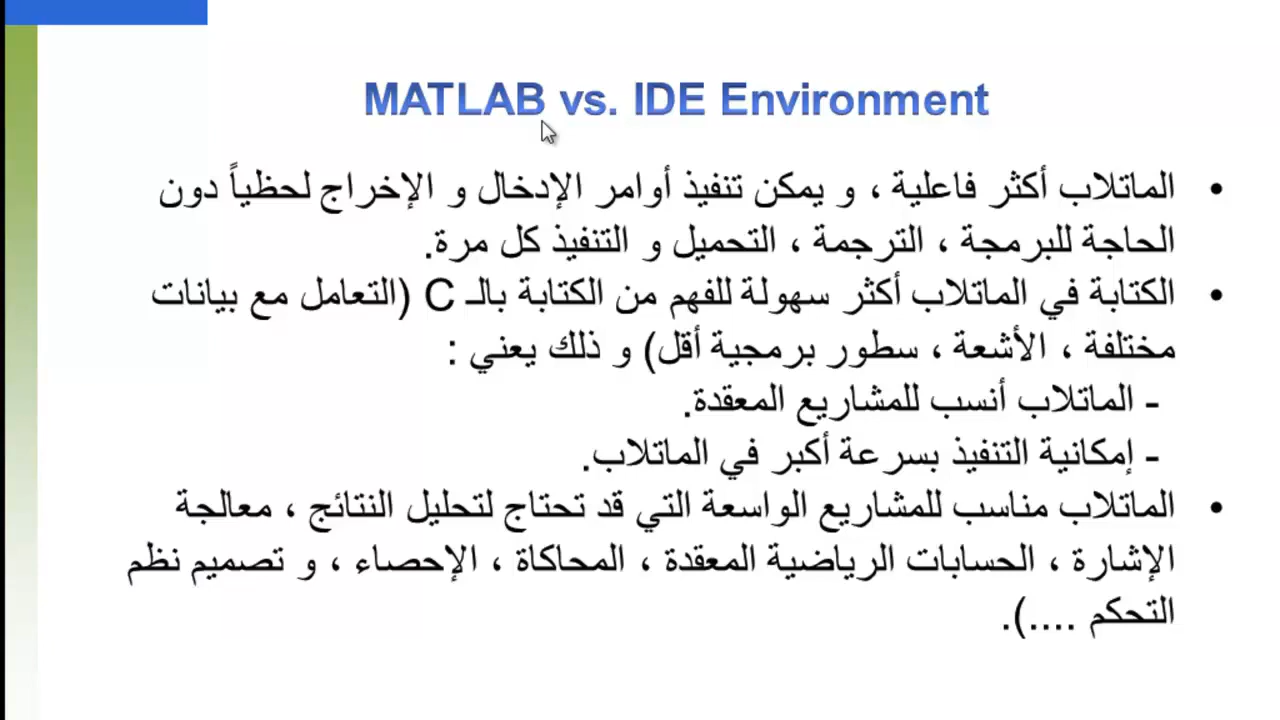 MATLAB vs. IDE Environment
• الماتلاب أكثر فاعلية ، و يمكن تنفيذ أوامر الإدخال و الإخراج لحظياً دون
الحاجة للبرمجة ، الترجمة ، التحميل و التنفيذ كل مرة.
• الكتابة في الماتلاب أكثر سهولة للفهم من الكتابة بالـ C (التعامل مع بيانات
مختلفة ، الأشعة ، سطور برمجية أقل) و ذلك يعني :
- الماتلاب أنسب للمشاريع المعقدة.
- إمكانية التنفيذ بسرعة أكبر في الماتلاب.
• الماتلاب مناسب للمشاريع الواسعة التي قد تحتاج لتحليل النتائج ، معالجة
الإشارة ، الحسابات الرياضية المعقدة ، المحاكاة ، الإحصاء ، و تصميم نظم
التحكم ....).